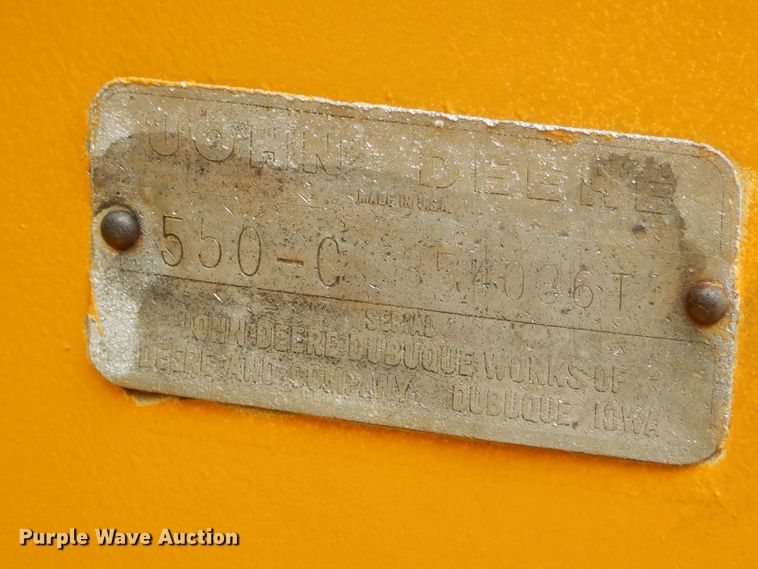 JOHN DEERE
MADE IN U.S.A.
550-C 354036T
SERIAL
JOHN DEERE DUBUQUE WORKS OF
DEERE AND COMPANY DUBUQUE, IOWA
Purple Wave Auction